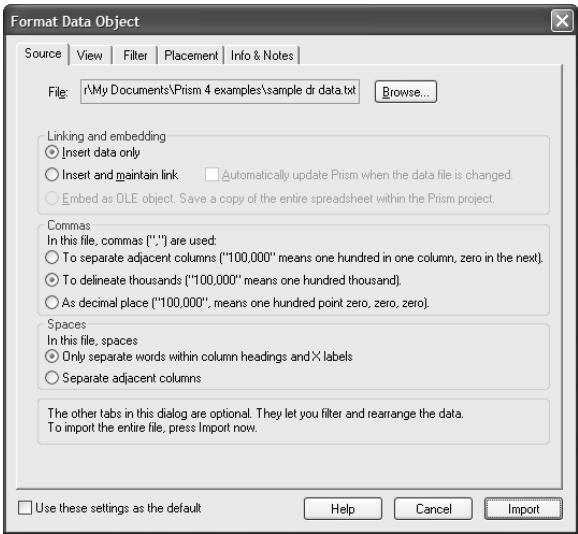 Format Data Object
Source View Filter Placement Info & Notes
File: r\My Documents\Prism 4 examples\sample dr data.txt Browse...
Linking and embedding
Insert data only
Insert and maintain link Automatically update Prism when the data file is changed.
Embed as OLE object. Save a copy of the entire spreadsheet within the Prism project.
Commas
In this file, commas (",") are used:
To separate adjacent columns ("100,000" means one hundred in one column, zero in the next).
To delineate thousands ("100,000" means one hundred thousand).
As decimal place ("100,000", means one hundred point zero, zero, zero).
Spaces
In this file, spaces
Only separate words within column headings and X labels
Separate adjacent columns
The other tabs in this dialog are optional. They let you filter and rearrange the data.
To import the entire file, press Import now.
Use these settings as the default Help Cancel Import